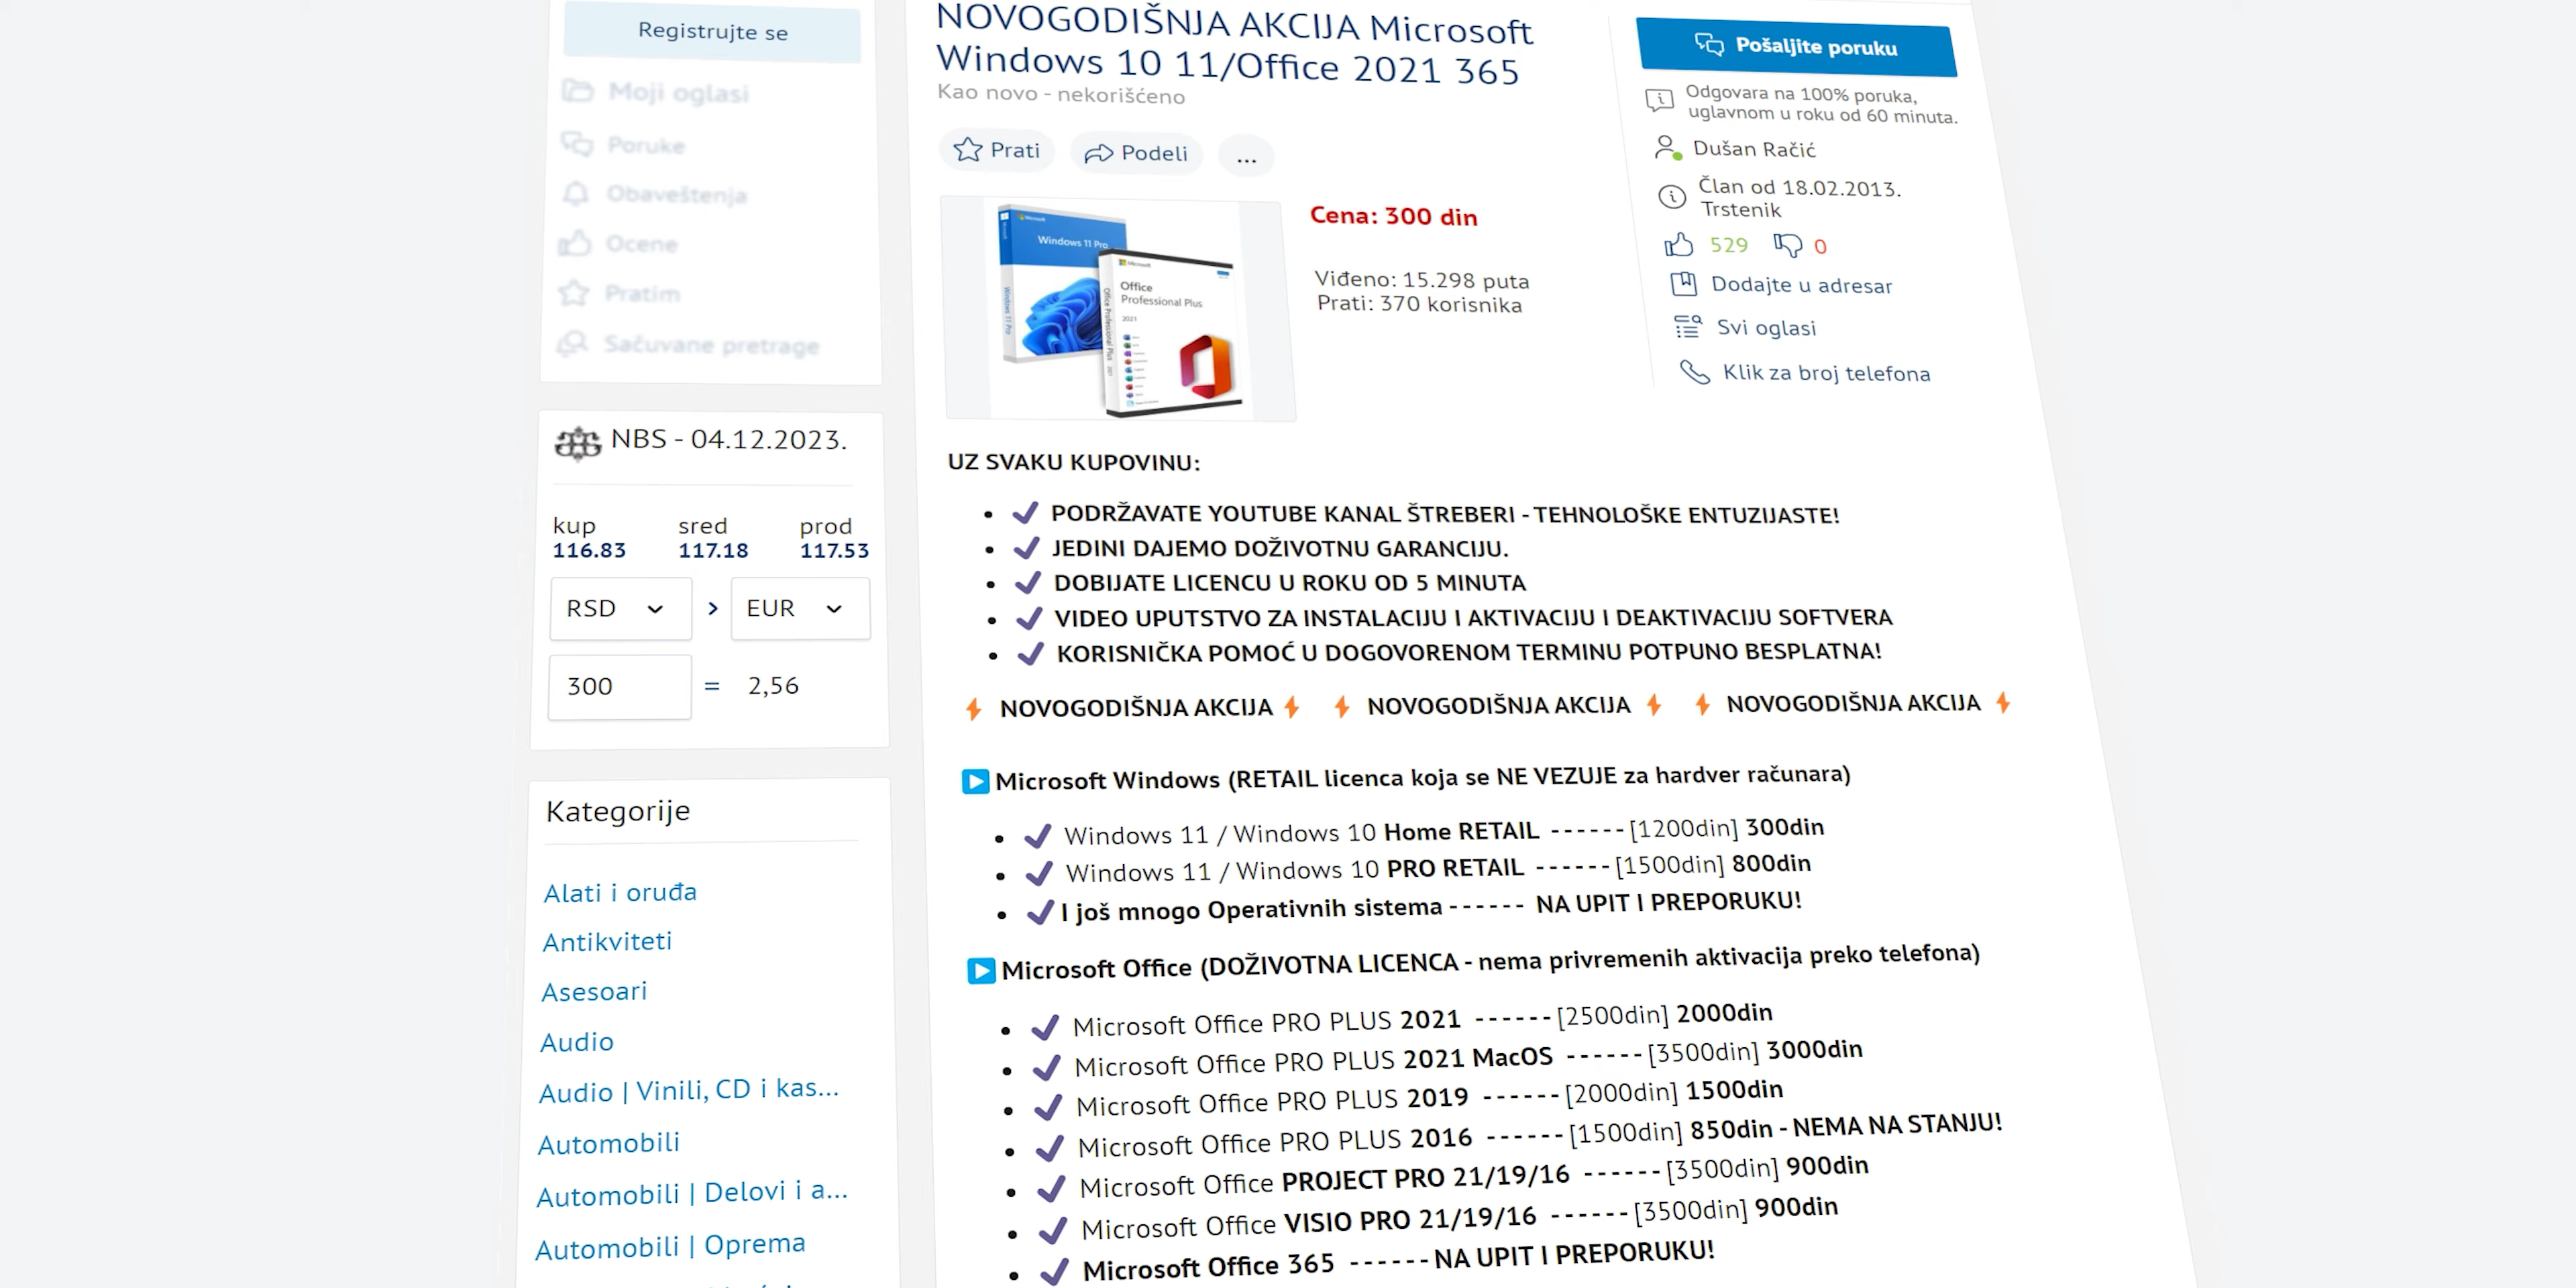 Registrujte se
Moji oglasi
Poruke
Obaveštenja
Ocene
Pratim
Sačuvane pretrage
NBS - 04.12.2023.
kup sred prod
116.83 117.18 117.53
RSD > EUR
300 = 2,56
Kategorije
Alati i oruđa
Antikviteti
Asesoari
Audio
Audio | Vinili, CD i kas...
Automobili
Automobili | Delovi i a...
Automobili | Oprema
NOVOGODIŠNJA AKCIJA Microsoft
Windows 10 11/Office 2021 365
Kao novo - nekorišćeno
Prati Podeli ...
Microsoft
Windows 11 Pro
Windows 11 Pro
Microsoft
Office
Professional Plus
2021
Office Professional Plus
Cena: 300 din
Viđeno: 15.298 puta
Prati: 370 korisnika
Pošaljite poruku
Odgovara na 100% poruka,
uglavnom u roku od 60 minuta.
Dušan Račić
Član od 18.02.2013.
Trstenik
529 0
Dodajte u adresar
Svi oglasi
Klik za broj telefona
UZ SVAKU KUPOVINU:
• ✔ PODRŽAVATE YOUTUBE KANAL ŠTREBERI - TEHNOLOŠKE ENTUZIJASTE!
• ✔ JEDINI DAJEMO DOŽIVOTNU GARANCIJU.
• ✔ DOBIJATE LICENCU U ROKU OD 5 MINUTA
• ✔ VIDEO UPUTSTVO ZA INSTALACIJU I AKTIVACIJU I DEAKTIVACIJU SOFTVERA
• ✔ KORISNIČKA POMOĆ U DOGOVORENOM TERMINU POTPUNO BESPLATNA!
⚡ NOVOGODIŠNJA AKCIJA ⚡ ⚡ NOVOGODIŠNJA AKCIJA ⚡ ⚡ NOVOGODIŠNJA AKCIJA ⚡
▶ Microsoft Windows (RETAIL licenca koja se NE VEZUJE za hardver računara)
• ✔ Windows 11 / Windows 10 Home RETAIL ------[1200din] 300din
• ✔ Windows 11 / Windows 10 PRO RETAIL ------[1500din] 800din
• ✔ I još mnogo Operativnih sistema ------ NA UPIT I PREPORUKU!
▶ Microsoft Office (DOŽIVOTNA LICENCA - nema privremenih aktivacija preko telefona)
• ✔ Microsoft Office PRO PLUS 2021 ------[2500din] 2000din
• ✔ Microsoft Office PRO PLUS 2021 MacOS ------[3500din] 3000din
• ✔ Microsoft Office PRO PLUS 2019 ------[2000din] 1500din
• ✔ Microsoft Office PRO PLUS 2016 ------[1500din] 850din - NEMA NA STANJU!
• ✔ Microsoft Office PROJECT PRO 21/19/16 ------[3500din] 900din
• ✔ Microsoft Office VISIO PRO 21/19/16 ------[3500din] 900din
• ✔ Microsoft Office 365 ------NA UPIT I PREPORUKU!